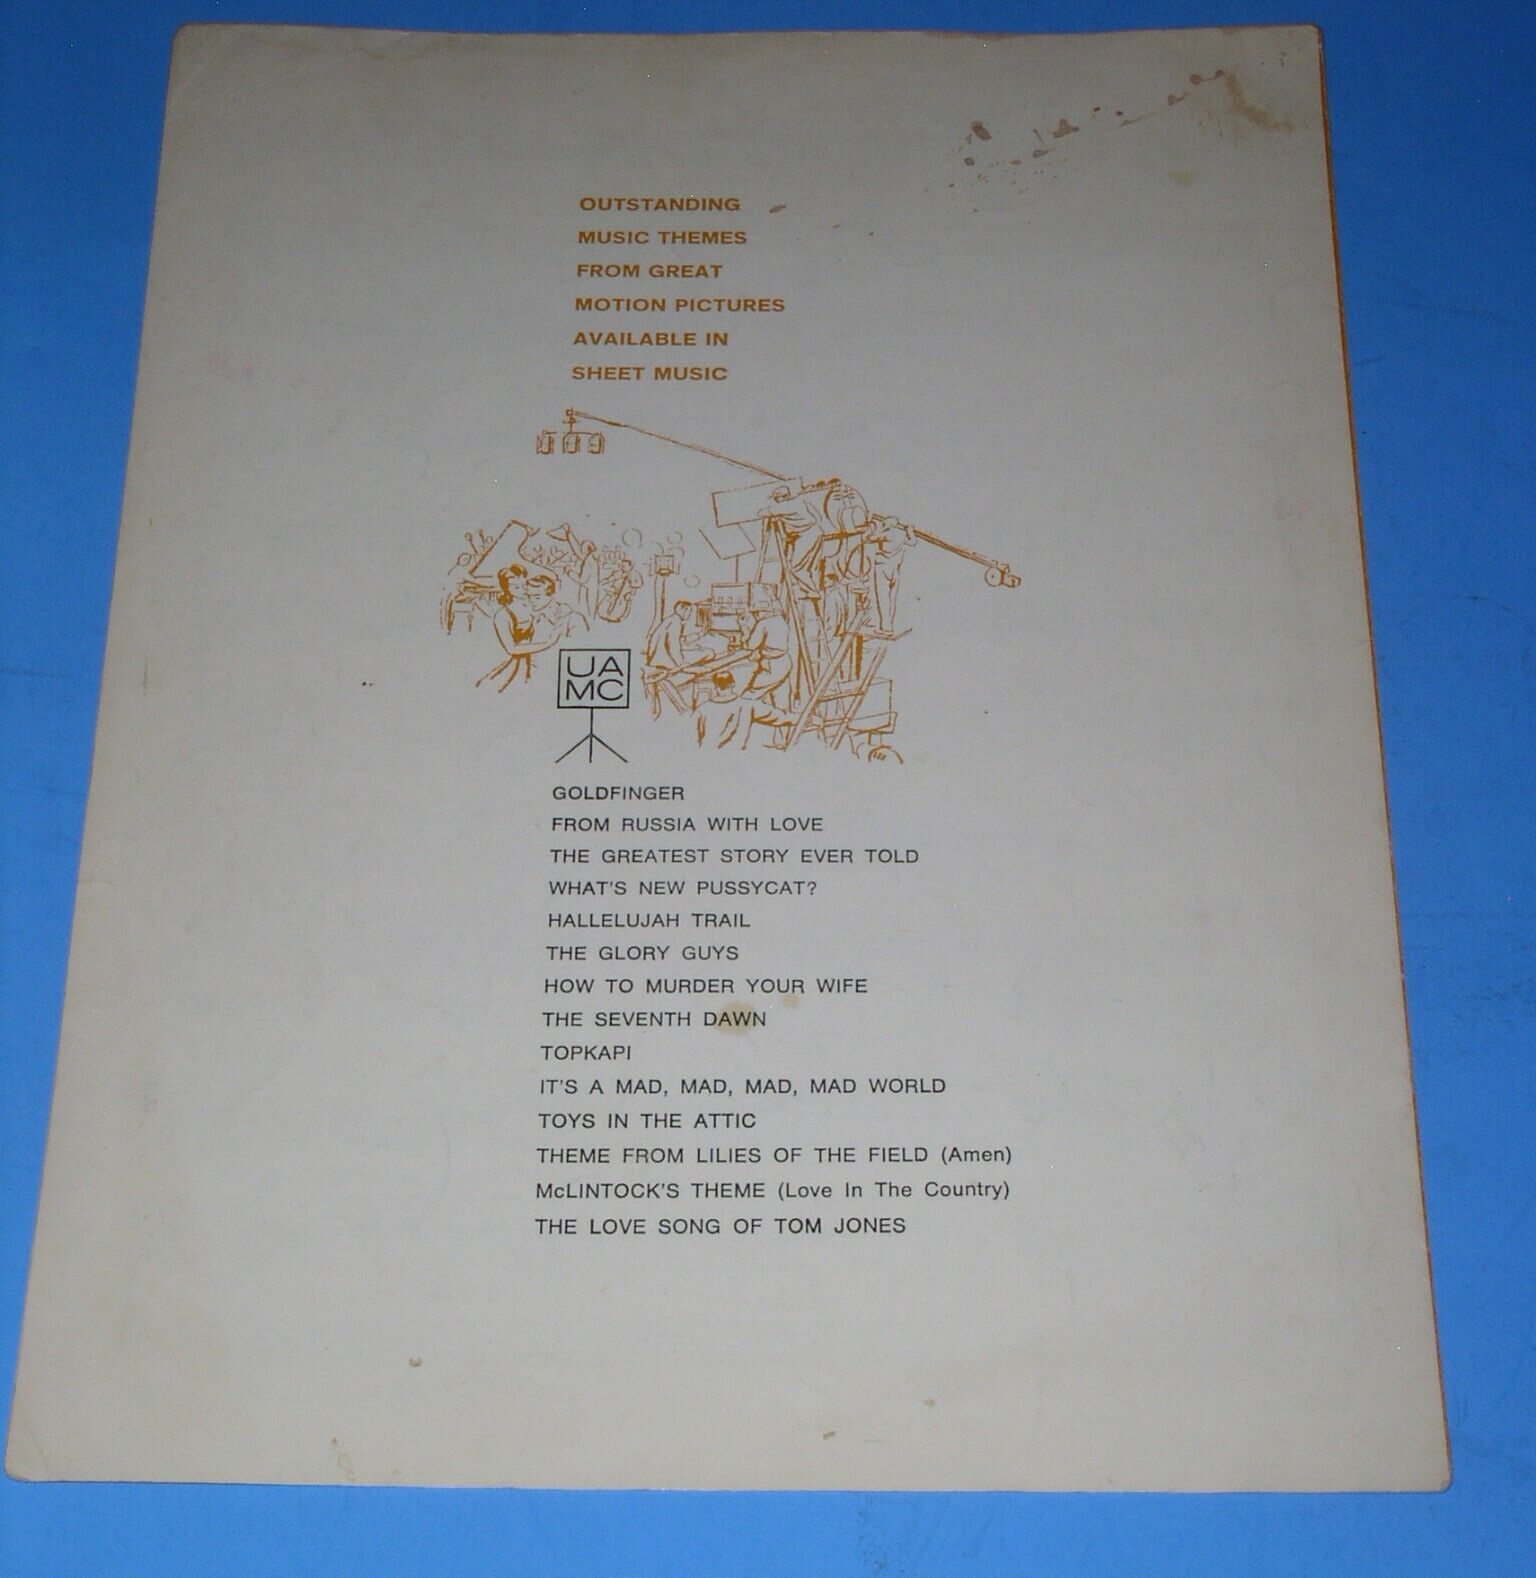 OUTSTANDING
MUSIC THEMES
FROM GREAT
MOTION PICTURES
AVAILABLE IN
SHEET MUSIC
UA
MC
GOLDFINGER
FROM RUSSIA WITH LOVE
THE GREATEST STORY EVER TOLD
WHAT'S NEW PUSSYCAT?
HALLELUJAH TRAIL
THE GLORY GUYS
HOW TO MURDER YOUR WIFE
THE SEVENTH DAWN
TOPKAPI
IT'S A MAD, MAD, MAD, MAD WORLD
TOYS IN THE ATTIC
THEME FROM LILIES OF THE FIELD (Amen)
McLINTOCK'S THEME (Love In The Country)
THE LOVE SONG OF TOM JONES